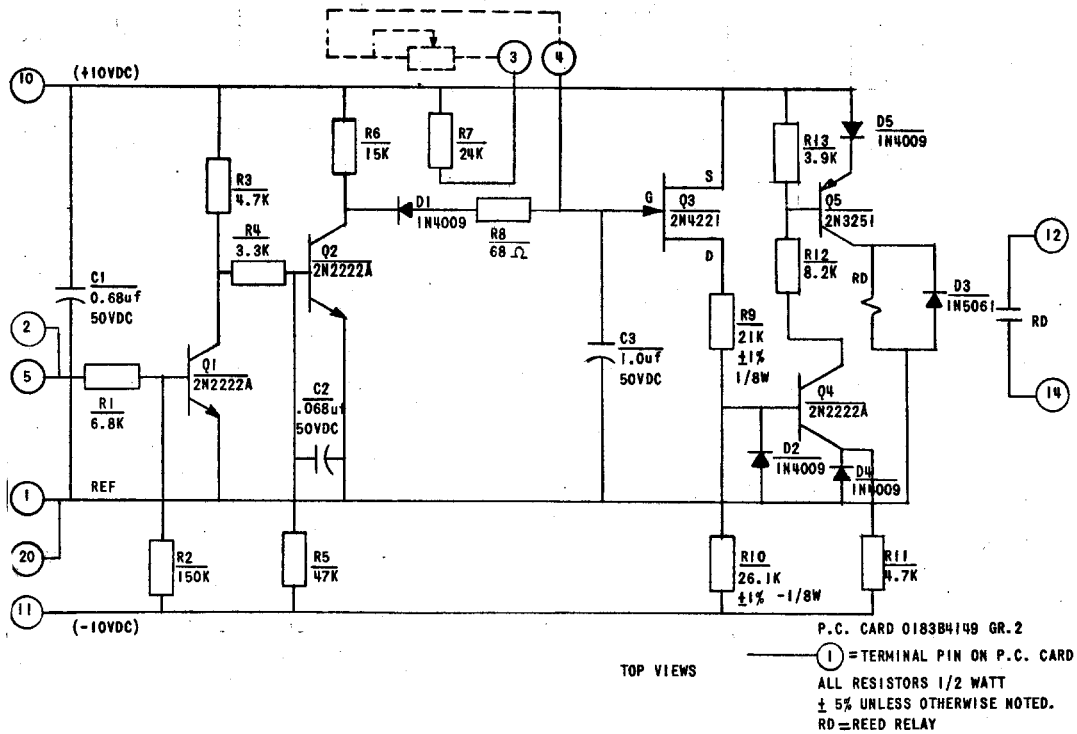 3
4
10
(+10VDC)
R6
15K
R7
24K
R13
3.9K
D5
1N4009
R3
4.7K
S
G
Q3
2N4221
D
Q5
2N3251
D1
1N4009
R8
68 Ω
R4
3.3K
Q2
2N2222A
R12
8.2K
12
C1
0.68uf
50VDC
RD
D3
1N5061
RD
2
5
R9
21K
±1%
1/8W
C3
1.0uf
50VDC
Q1
2N2222A
C2
.068uf
50VDC
Q4
2N2222A
14
R1
6.8K
D2
1N4009
D4
1N4009
1
REF
20
R2
150K
R5
47K
R10
26.1K
±1% -1/8W
R11
4.7K
11
(-10VDC)
P.C. CARD 0183B4149 GR.2
1 = TERMINAL PIN ON P.C. CARD
TOP VIEWS
ALL RESISTORS 1/2 WATT
± 5% UNLESS OTHERWISE NOTED.
RD=REED RELAY